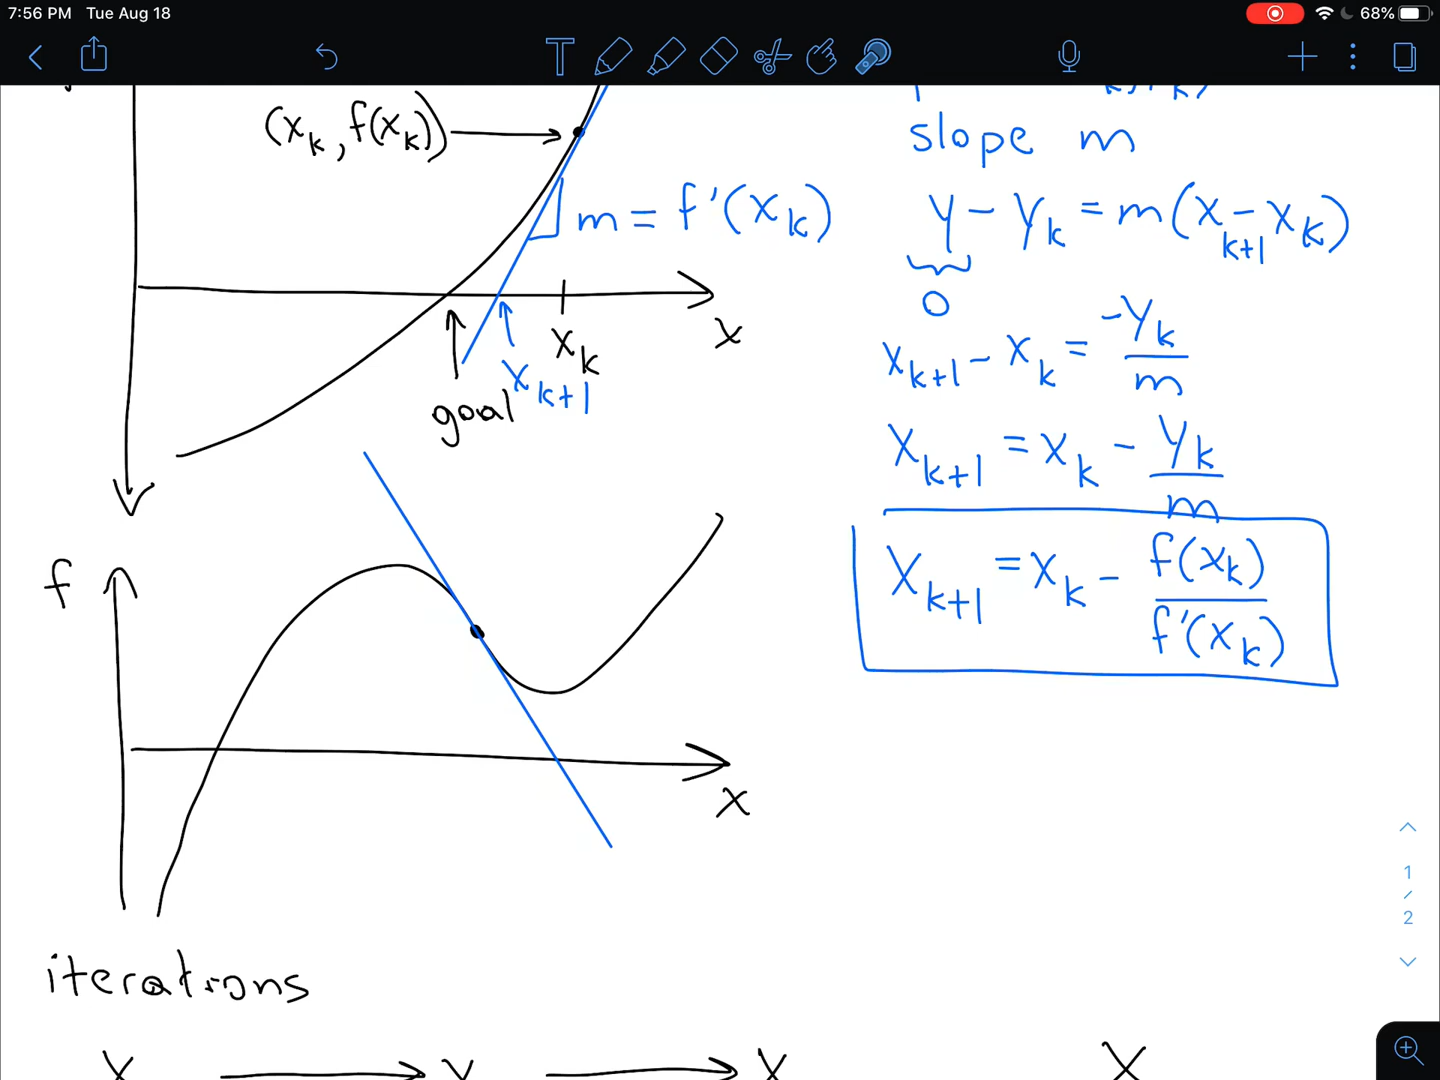 7:56 PM Tue Aug 18
68%
(x_k, f(x_k))
m = f'(x_k)
x
x_k
x_{k+1}
goal
slope m
y - y_k = m(x_{k+1} - x_k)
0
x_{k+1} - x_k = -y_k / m
x_{k+1} = x_k - y_k / m
x_{k+1} = x_k - f(x_k) / f'(x_k)
f
x
1
/
2
iterations